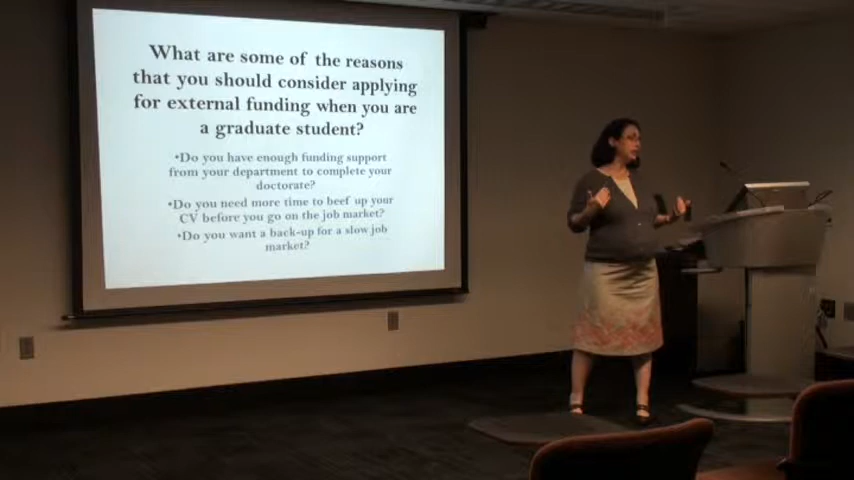 What are some of the reasons
that you should consider applying
for external funding when you are
a graduate student?
•Do you have enough funding support
from your department to complete your
doctorate?
•Do you need more time to beef up your
CV before you go on the job market?
•Do you want a back-up for a slow job
market?